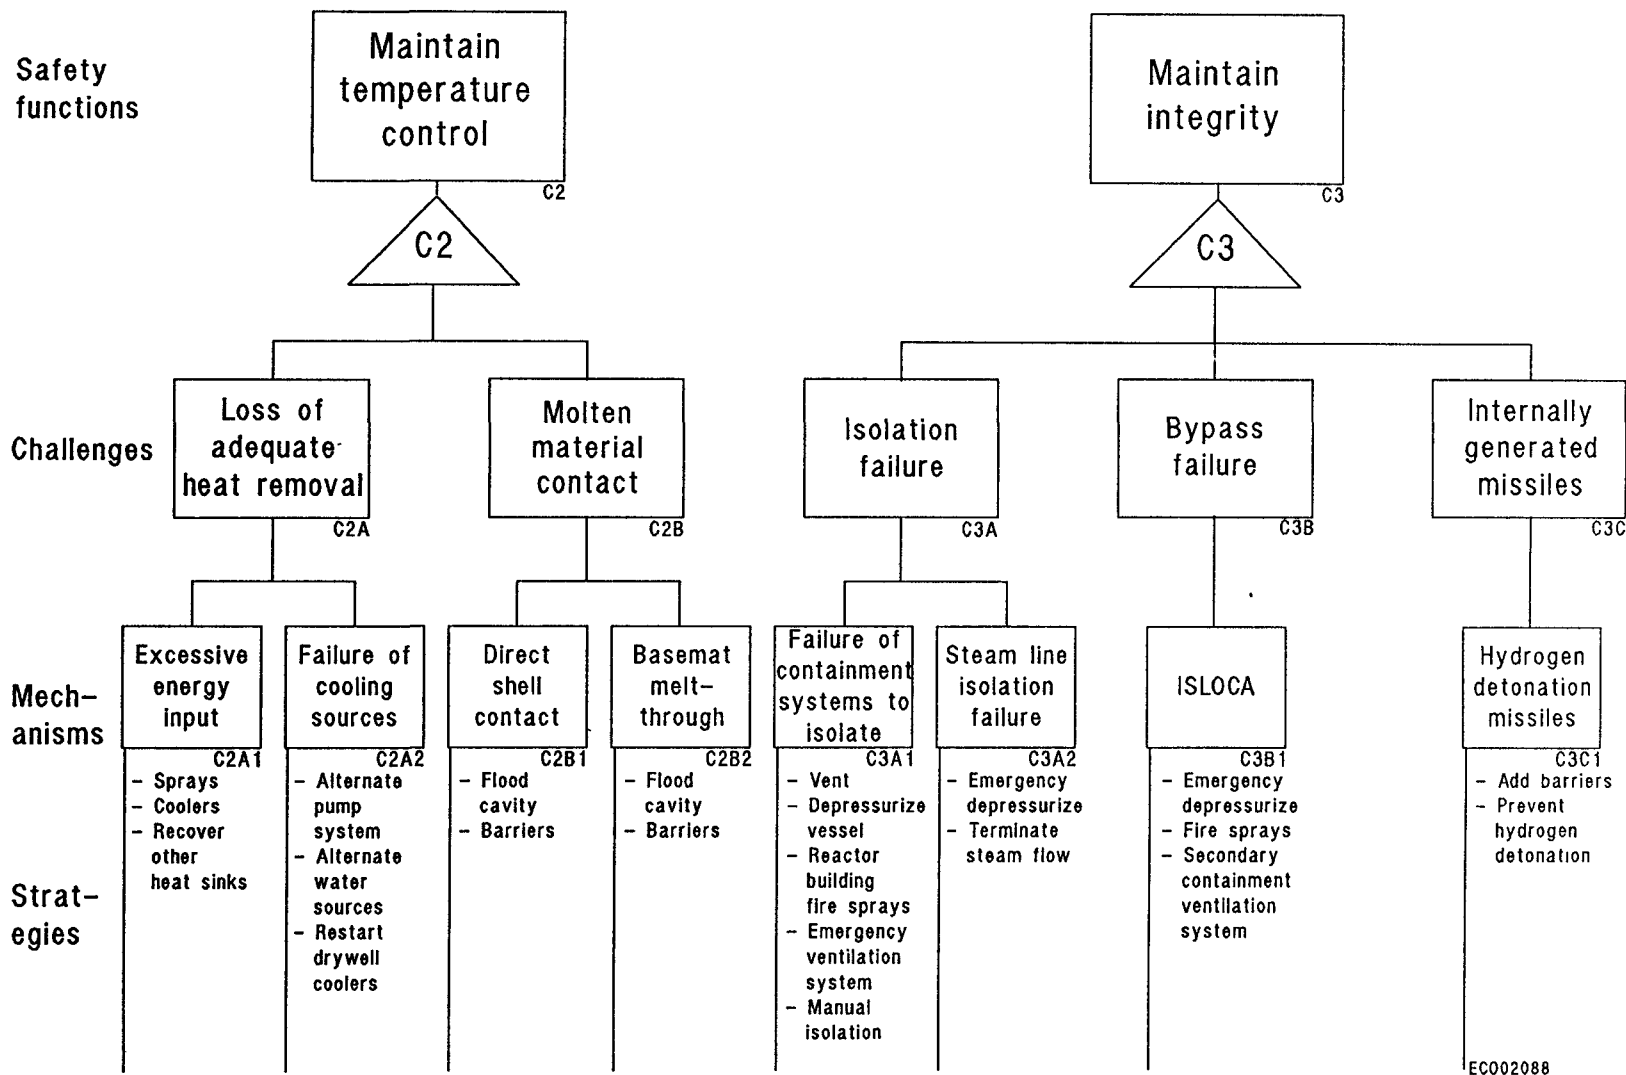 Safety
functions
Maintain
temperature
control
C2
C2
Maintain
integrity
C3
C3
Challenges
Loss of
adequate
heat removal
C2A
Molten
material
contact
C2B
Isolation
failure
C3A
Bypass
failure
C3B
Internally
generated
missiles
C3C
Mech-
anisms
Excessive
energy
input
C2A1
Failure of
cooling
sources
C2A2
Direct
shell
contact
C2B1
Basemat
melt-
through
C2B2
Failure of
containment
systems to
isolate
C3A1
Steam line
isolation
failure
C3A2
ISLOCA
C3B1
Hydrogen
detonation
missiles
C3C1
Strat-
egies
- Sprays
- Coolers
- Recover
other
heat sinks
- Alternate
pump
system
- Alternate
water
sources
- Restart
drywell
coolers
- Flood
cavity
- Barriers
- Flood
cavity
- Barriers
- Vent
- Depressurize
vessel
- Reactor
building
fire sprays
- Emergency
ventilation
system
- Manual
isolation
- Emergency
depressurize
- Terminate
steam flow
- Emergency
depressurize
- Fire sprays
- Secondary
containment
ventilation
system
- Add barriers
- Prevent
hydrogen
detonation
ECO02088